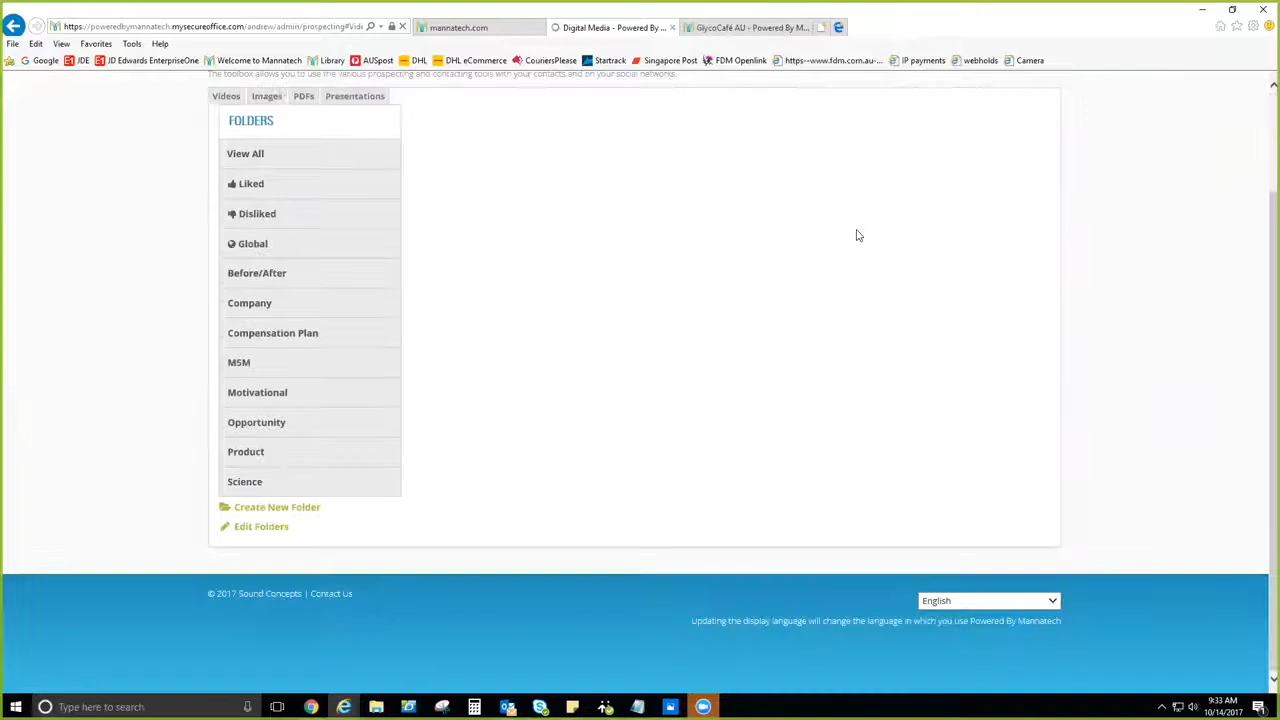 https://poweredbymannatech.mysecureoffice.com/andrew/admin/prospecting#Vide
mannatech.com
Digital Media - Powered By ...
GlycoCafé AU - Powered By M...
File Edit View Favorites Tools Help
Google JDE JD Edwards EnterpriseOne Welcome to Mannatech Library AUSpost DHL DHL eCommerce CouriersPlease Startrack Singapore Post FDM Openlink https--www.fdm.com.au-... IP payments webholds Camera
The toolbox allows you to use the various prospecting and contacting tools with your contacts and on your social networks.
Videos Images PDFs Presentations
FOLDERS
View All
Liked
Disliked
Global
Before/After
Company
Compensation Plan
M5M
Motivational
Opportunity
Product
Science
Create New Folder
Edit Folders
© 2017 Sound Concepts | Contact Us
English
Updating the display language will change the language in which you use Powered By Mannatech
Type here to search
9:33 AM
10/14/2017